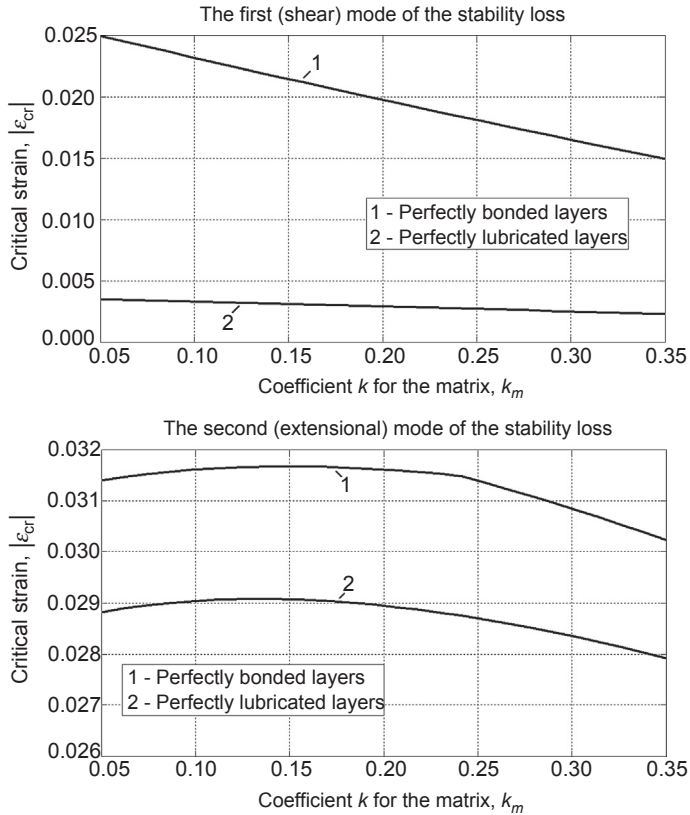 The first (shear) mode of the stability loss
0.025
0.020
0.015
0.010
0.005
0.000
Critical strain, |εcr|
1
2
1 - Perfectly bonded layers
2 - Perfectly lubricated layers
0.05 0.10 0.15 0.20 0.25 0.30 0.35
Coefficient k for the matrix, km
The second (extensional) mode of the stability loss
0.032
0.031
0.030
0.029
0.028
0.027
0.026
Critical strain, |εcr|
1
2
1 - Perfectly bonded layers
2 - Perfectly lubricated layers
0.05 0.10 0.15 0.20 0.25 0.30 0.35
Coefficient k for the matrix, km